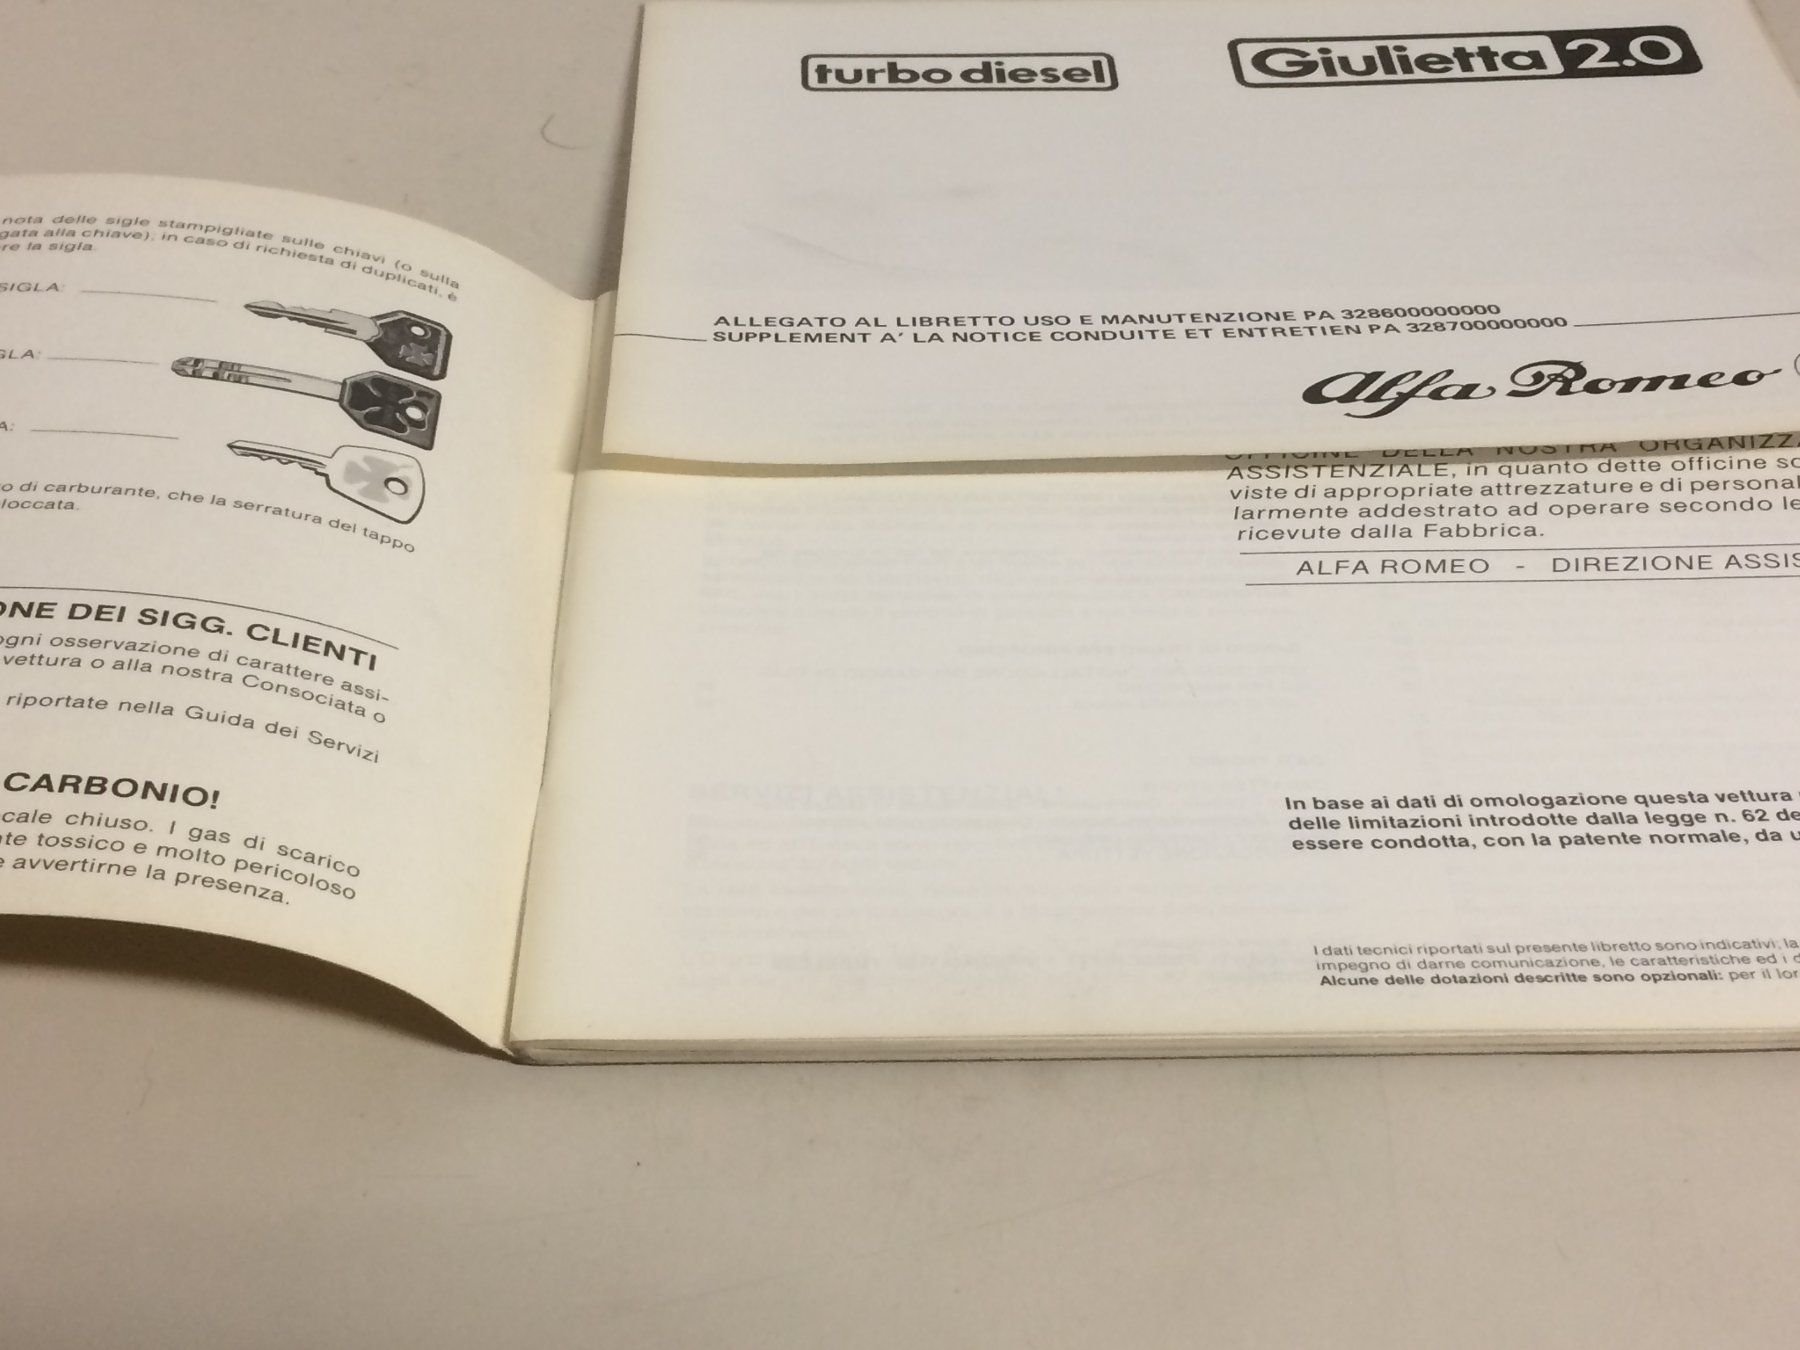 nota delle sigle stampigliate sulle chiavi (o sulla
gata alla chiave); in caso di richiesta di duplicati, è
re la sigla.
SIGLA:
GLA:
A:
o di carburante, che la serratura del tappo
loccata.
ONE DEI SIGG. CLIENTI
ogni osservazione di carattere assi-
vettura o alla nostra Consociata o
riportate nella Guida dei Servizi
CARBONIO!
cale chiuso. I gas di scarico
te tossico e molto pericoloso
e avvertirne la presenza.
turbo diesel
Giulietta 2.0
ALLEGATO AL LIBRETTO USO E MANUTENZIONE PA 328600000000
SUPPLEMENT A' LA NOTICE CONDUITE ET ENTRETIEN PA 328700000000
Alfa Romeo
OFFICINE DELLA NOSTRA ORGANIZZA
ASSISTENZIALE, in quanto dette officine so
viste di appropriate attrezzature e di personal
larmente addestrato ad operare secondo le
ricevute dalla Fabbrica.
ALFA ROMEO - DIREZIONE ASSIS
In base ai dati di omologazione questa vettura
delle limitazioni introdotte dalla legge n. 62 de
essere condotta, con la patente normale, da u
I dati tecnici riportati sul presente libretto sono indicativi; la
impegno di darne comunicazione, le caratteristiche ed i d
Alcune delle dotazioni descritte sono opzionali: per il lor